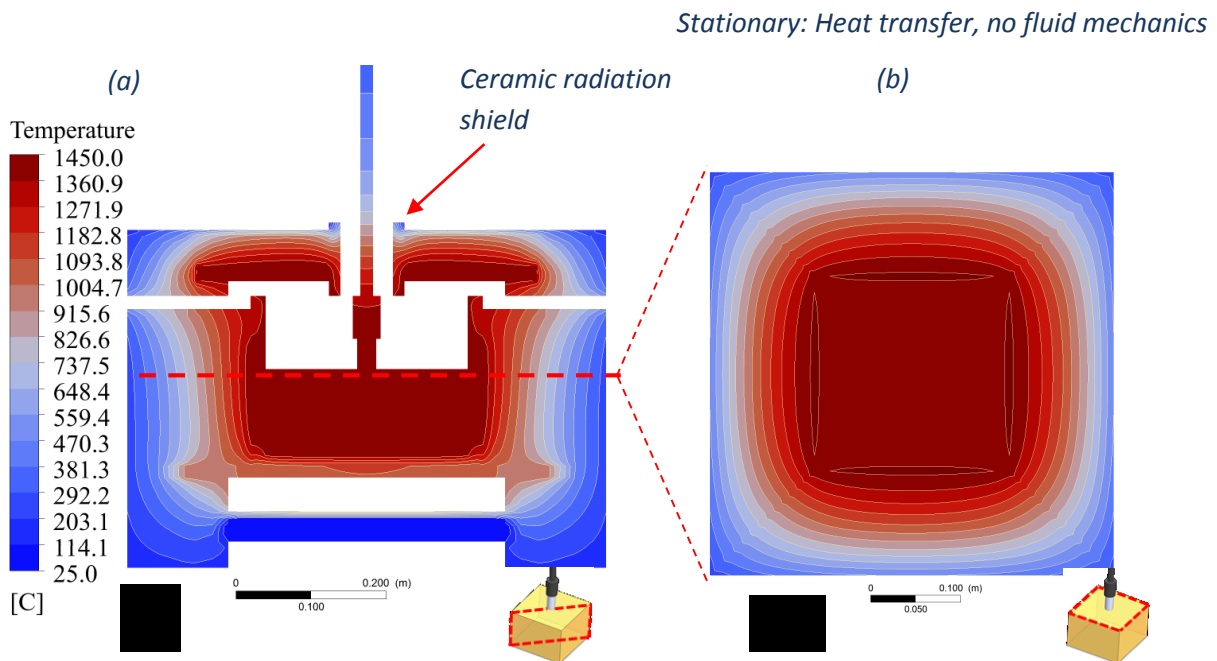 Stationary: Heat transfer, no fluid mechanics
(a)
Ceramic radiation
shield
(b)
Temperature
1450.0
1360.9
1271.9
1182.8
1093.8
1004.7
915.6
826.6
737.5
648.4
559.4
470.3
381.3
292.2
203.1
114.1
25.0
[C]
0 0.200 (m)
0.100
0 0.100 (m)
0.050